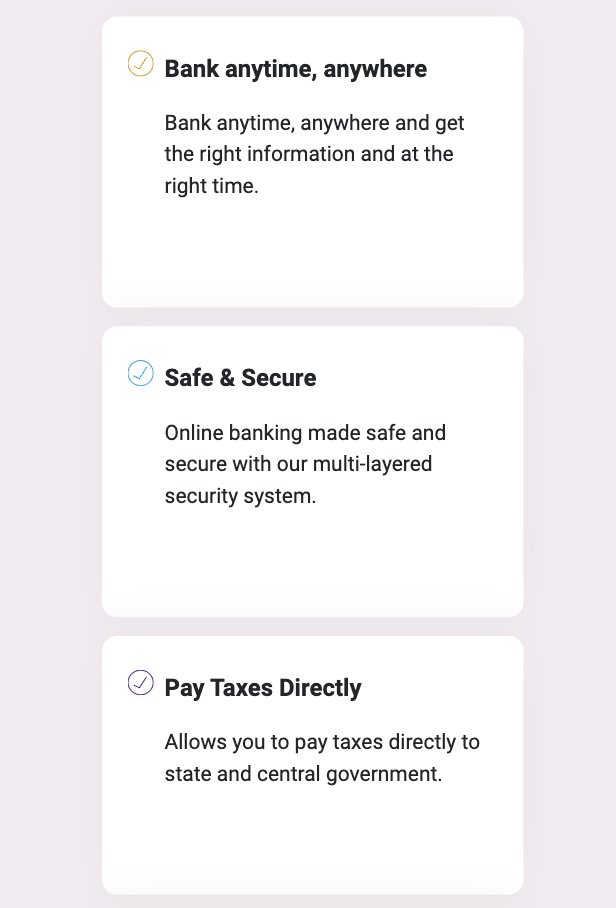 Bank anytime, anywhere
Bank anytime, anywhere and get
the right information and at the
right time.
Safe & Secure
Online banking made safe and
secure with our multi-layered
security system.
Pay Taxes Directly
Allows you to pay taxes directly to
state and central government.